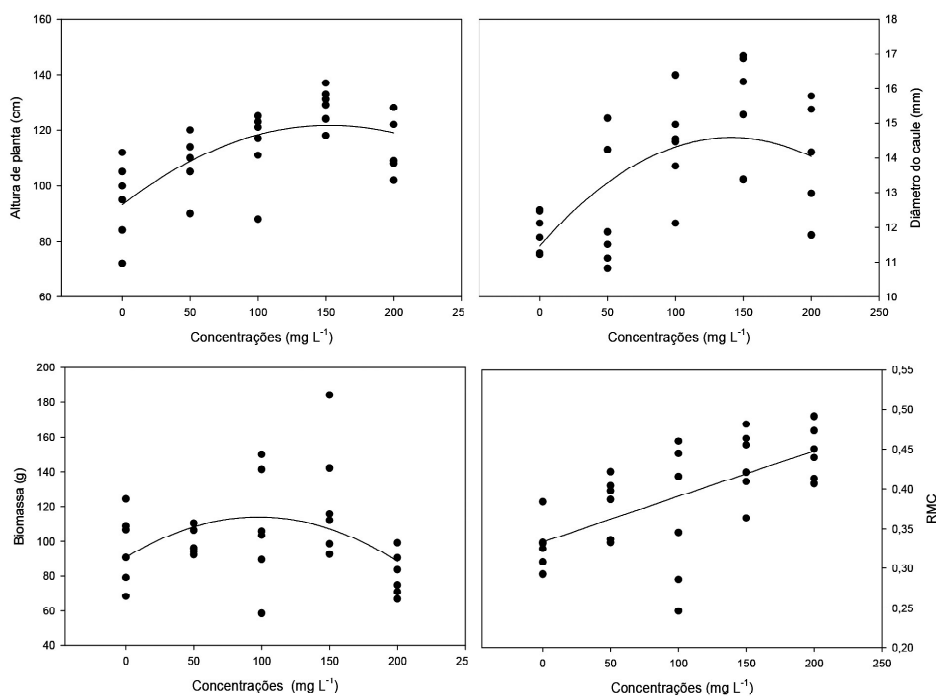 160
140
120
100
80
60
Altura de planta (cm)
0 50 100 150 200 25
Concentrações (mg L-1)
18
17
16
15
14
13
12
11
10
Diâmetro do caule (mm)
0 50 100 150 200 250
Concentrações (mg L-1)
200
180
160
140
120
100
80
60
40
Biomassa (g)
0 50 100 150 200 25
Concentrações (mg L-1)
0,55
0,50
0,45
0,40
0,35
0,30
0,25
0,20
RMC
0 50 100 150 200 250
Concentrações (mg L-1)